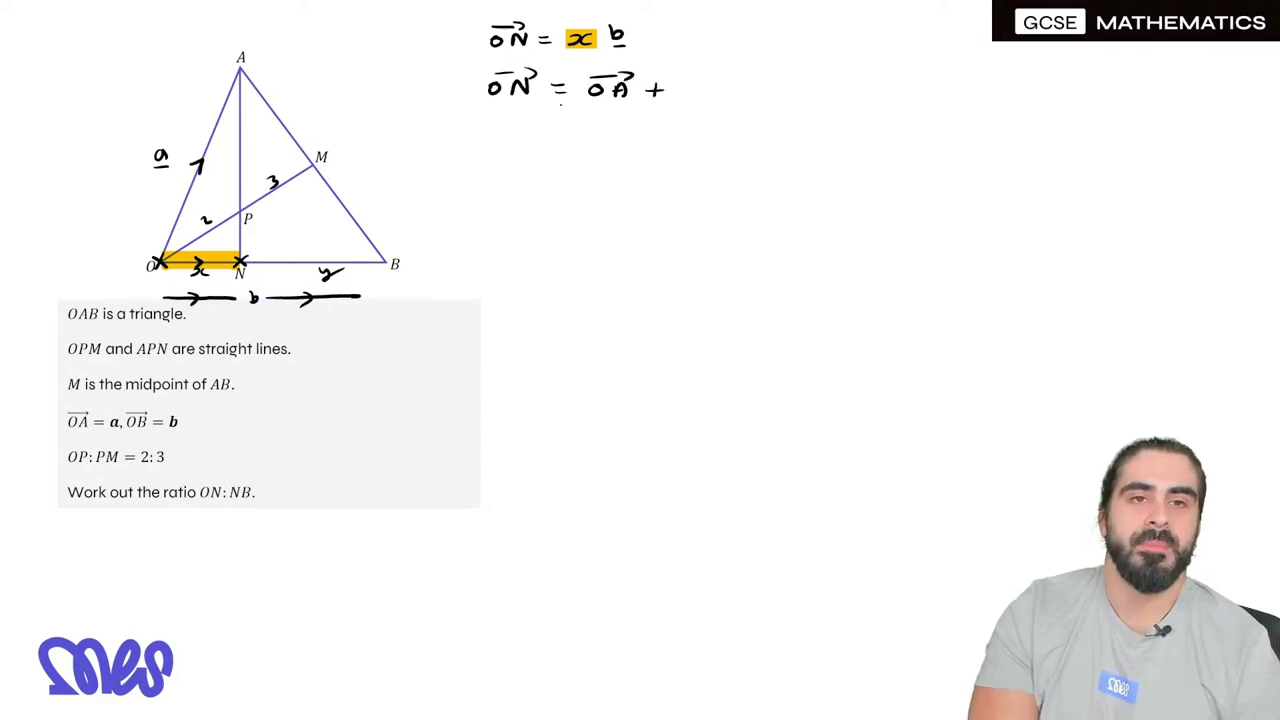 GCSE MATHEMATICS
ON = x b
ON = OA +
A
a
M
3
2
P
O
x
N
y
B
b
OAB is a triangle.
OPM and APN are straight lines.
M is the midpoint of AB.
OA = a, OB = b
OP: PM = 2: 3
Work out the ratio ON: NB.
mes